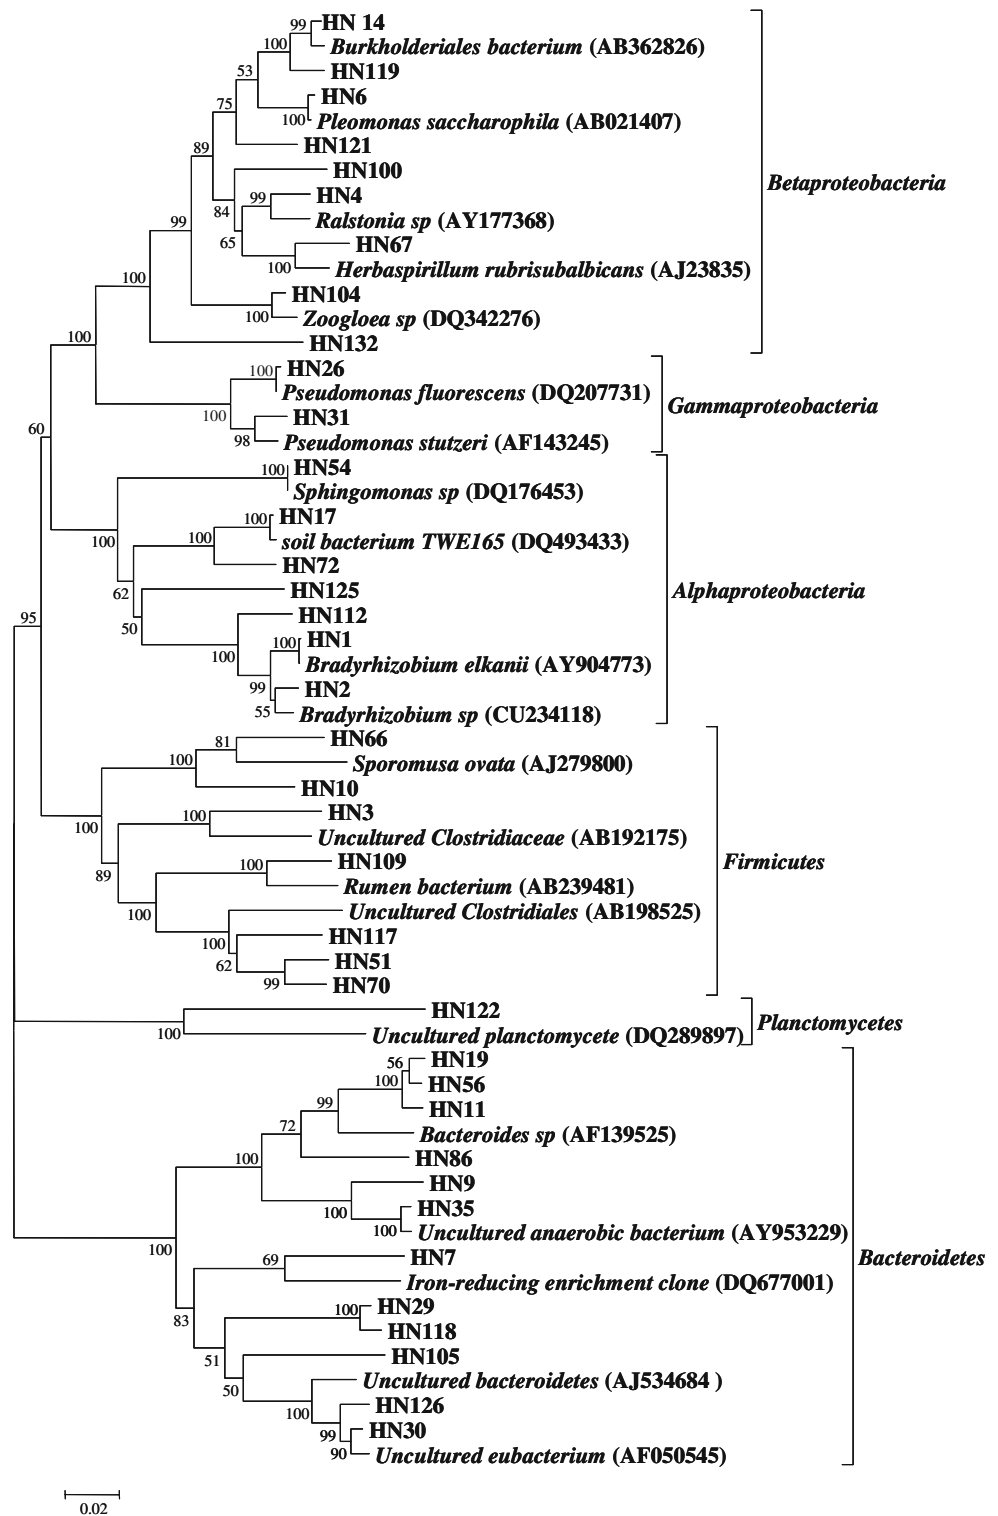 99 HN 14
100 Burkholderiales bacterium (AB362826)
HN119
53
HN6
75
100 Pleomonas saccharophila (AB021407)
HN121
89
HN100
Betaproteobacteria
99 HN4
84
99 Ralstonia sp (AY177368)
65 HN67
100 Herbaspirillum rubrisubalbicans (AJ23835)
100
HN104
100 Zoogloea sp (DQ342276)
100 HN132
100 HN26
Pseudomonas fluorescens (DQ207731)
Gammaproteobacteria
100 HN31
60
98 Pseudomonas stutzeri (AF143245)
100 HN54
Sphingomonas sp (DQ176453)
100 HN17
100 100 soil bacterium TWE165 (DQ493433)
HN72
62 HN125
Alphaproteobacteria
95
50 HN112
100 100 HN1
Bradyrhizobium elkanii (AY904773)
99 HN2
55 Bradyrhizobium sp (CU234118)
81 HN66
100 Sporomusa ovata (AJ279800)
HN10
100 100 HN3
Uncultured Clostridiaceae (AB192175)
100 HN109
Firmicutes
89
Rumen bacterium (AB239481)
100 Uncultured Clostridiales (AB198525)
100 HN117
62 HN51
99 HN70
HN122
Planctomycetes
100 Uncultured planctomycete (DQ289897)
56 HN19
100 HN56
99 HN11
72 Bacteroides sp (AF139525)
100 HN86
HN9
100 HN35
100 Uncultured anaerobic bacterium (AY953229)
100 HN7
Bacteroidetes
69
Iron-reducing enrichment clone (DQ677001)
100 HN29
83
HN118
51 HN105
50 Uncultured bacteroidetes (AJ534684 )
100 HN126
99 HN30
90 Uncultured eubacterium (AF050545)
0.02